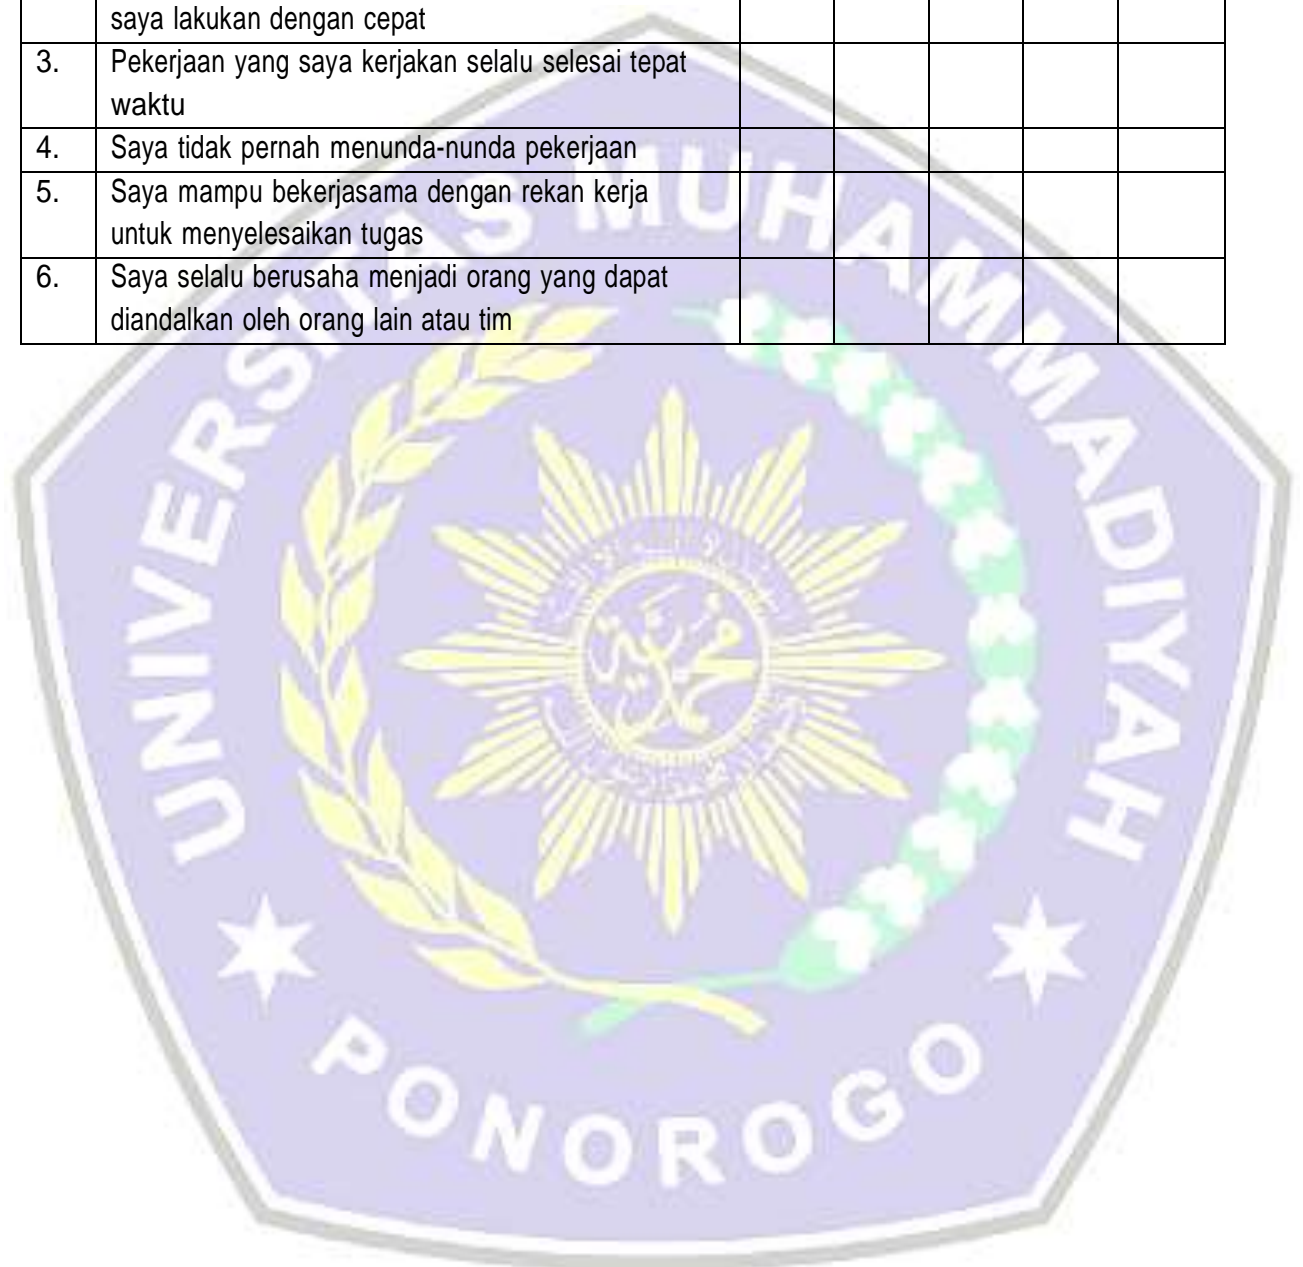 saya lakukan dengan cepat
3. Pekerjaan yang saya kerjakan selalu selesai tepat
waktu
4. Saya tidak pernah menunda-nunda pekerjaan
5. Saya mampu bekerjasama dengan rekan kerja
untuk menyelesaikan tugas
6. Saya selalu berusaha menjadi orang yang dapat
diandalkan oleh orang lain atau tim
UNIVERSITAS MUHAMMADIYAH
PONOROGO